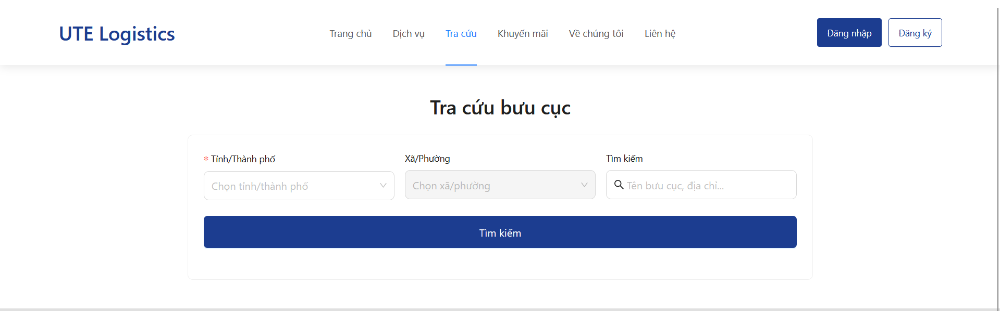 UTE Logistics
Trang chủ Dịch vụ Tra cứu Khuyến mãi Về chúng tôi Liên hệ
Đăng nhập Đăng ký
Tra cứu bưu cục
* Tỉnh/Thành phố Xã/Phường Tìm kiếm
Chọn tỉnh/thành phố Chọn xã/phường Tên bưu cục, địa chỉ...
Tìm kiếm